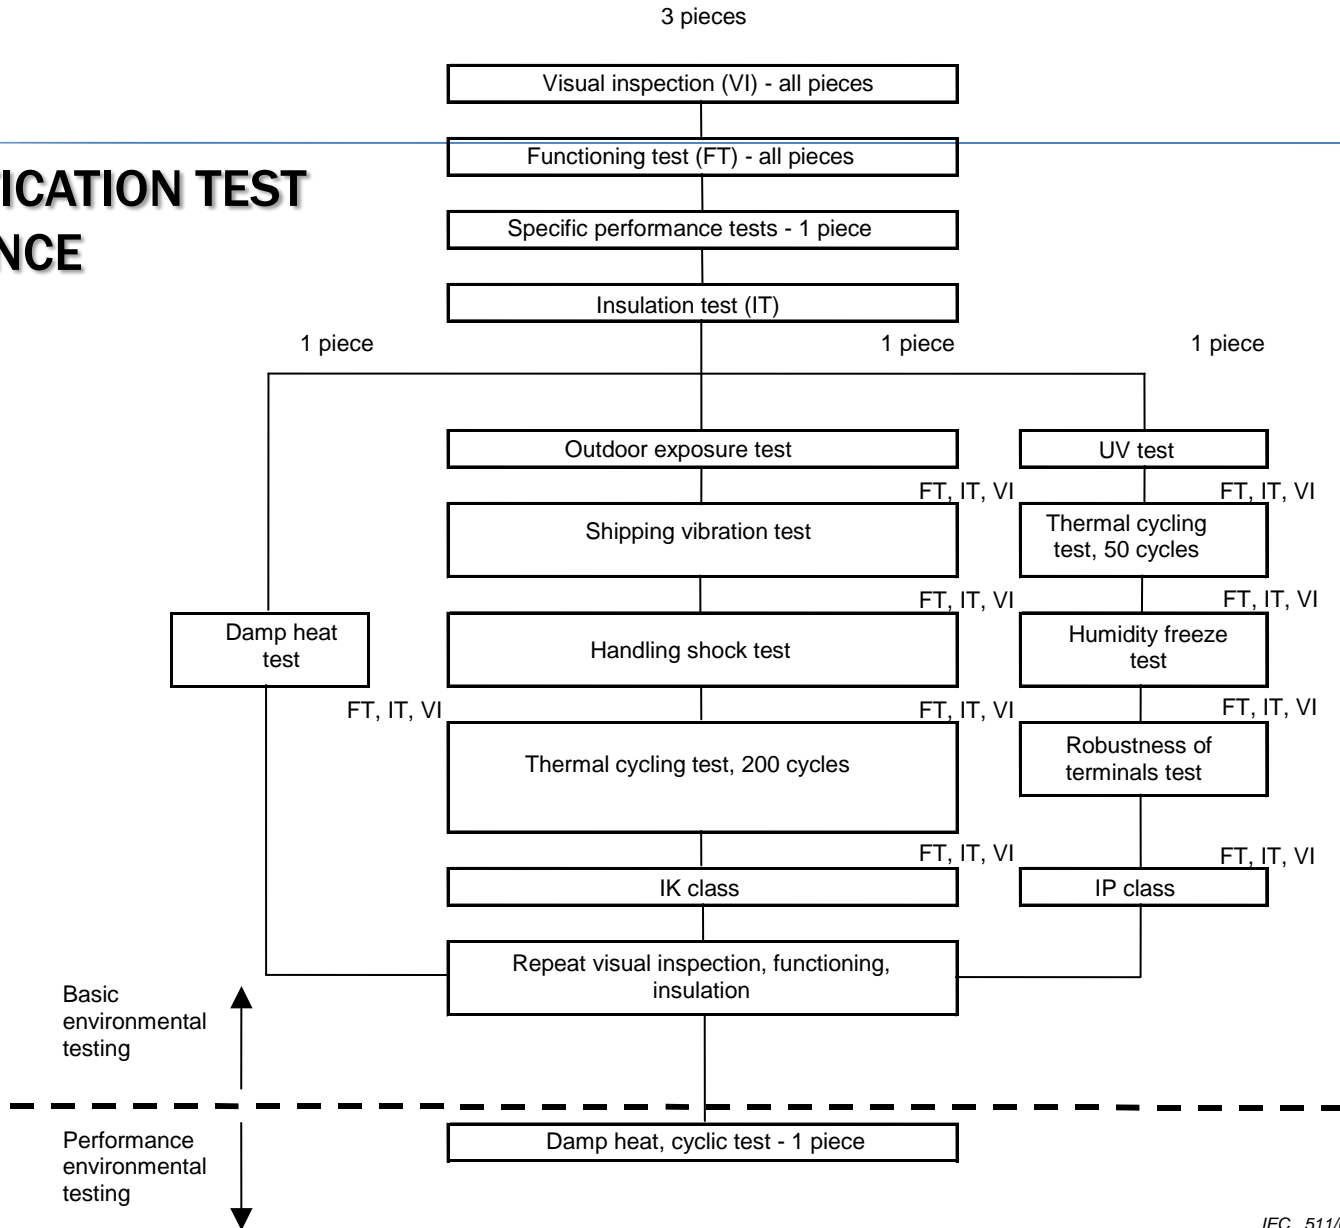 3 pieces
Visual inspection (VI) - all pieces
Functioning test (FT) - all pieces
ICATION TEST
NCE
Specific performance tests - 1 piece
Insulation test (IT)
1 piece
1 piece
1 piece
Outdoor exposure test
UV test
FT, IT, VI
FT, IT, VI
Shipping vibration test
Thermal cycling
test, 50 cycles
FT, IT, VI
FT, IT, VI
Damp heat
test
Handling shock test
Humidity freeze
test
FT, IT, VI
FT, IT, VI
FT, IT, VI
Thermal cycling test, 200 cycles
Robustness of
terminals test
FT, IT, VI
FT, IT, VI
IK class
IP class
Repeat visual inspection, functioning,
insulation
Basic
environmental
testing
Performance
environmental
testing
Damp heat, cyclic test - 1 piece
IEC 511/